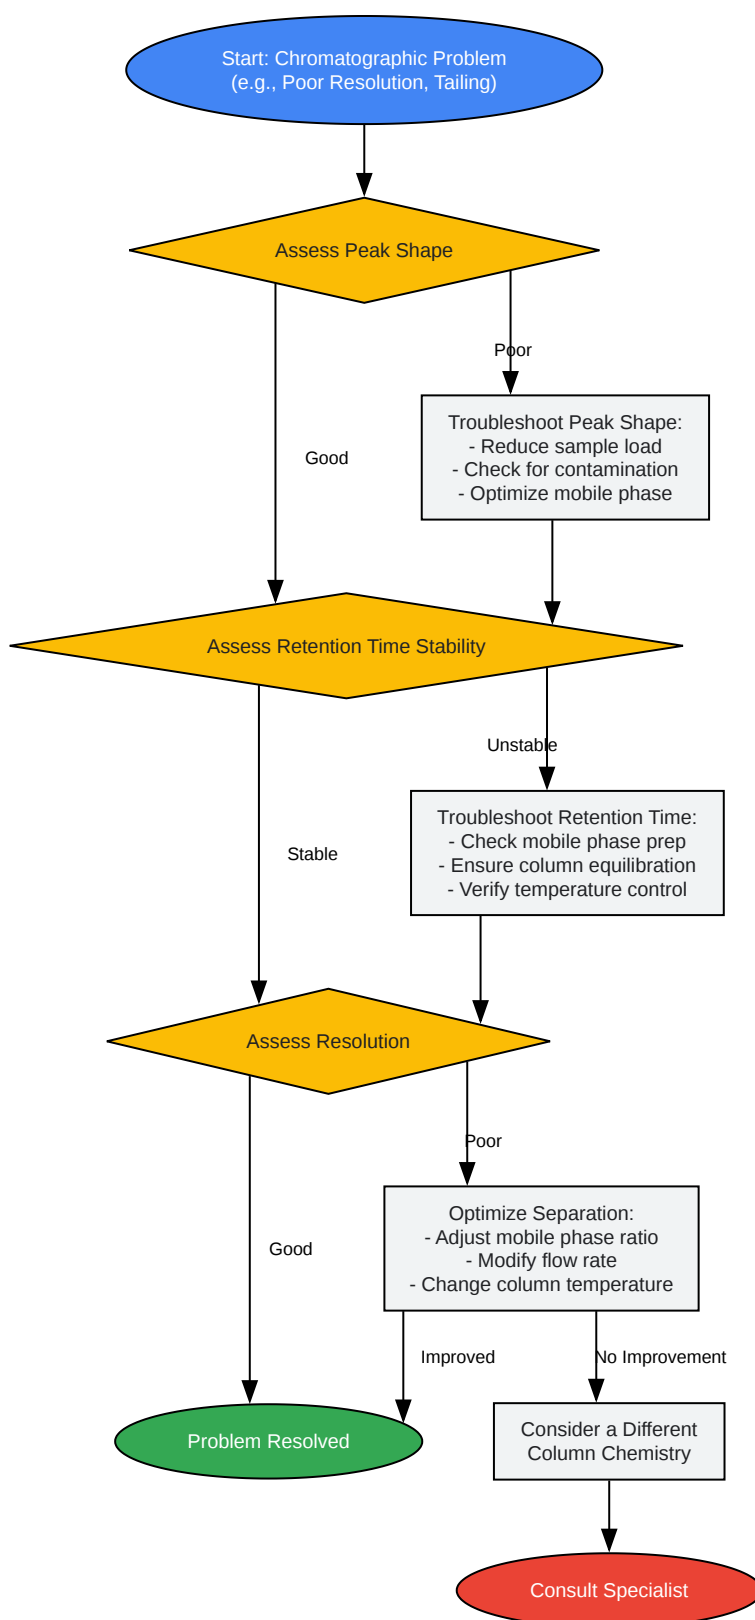 Start: Chromatographic Problem
(e.g., Poor Resolution, Tailing)
Assess Peak Shape
Poor
Troubleshoot Peak Shape:
- Reduce sample load
- Check for contamination
- Optimize mobile phase
Good
Assess Retention Time Stability
Unstable
Troubleshoot Retention Time:
- Check mobile phase prep
- Ensure column equilibration
- Verify temperature control
Stable
Assess Resolution
Poor
Optimize Separation:
- Adjust mobile phase ratio
- Modify flow rate
- Change column temperature
Good
Improved
No Improvement
Consider a Different
Column Chemistry
Problem Resolved
Consult Specialist